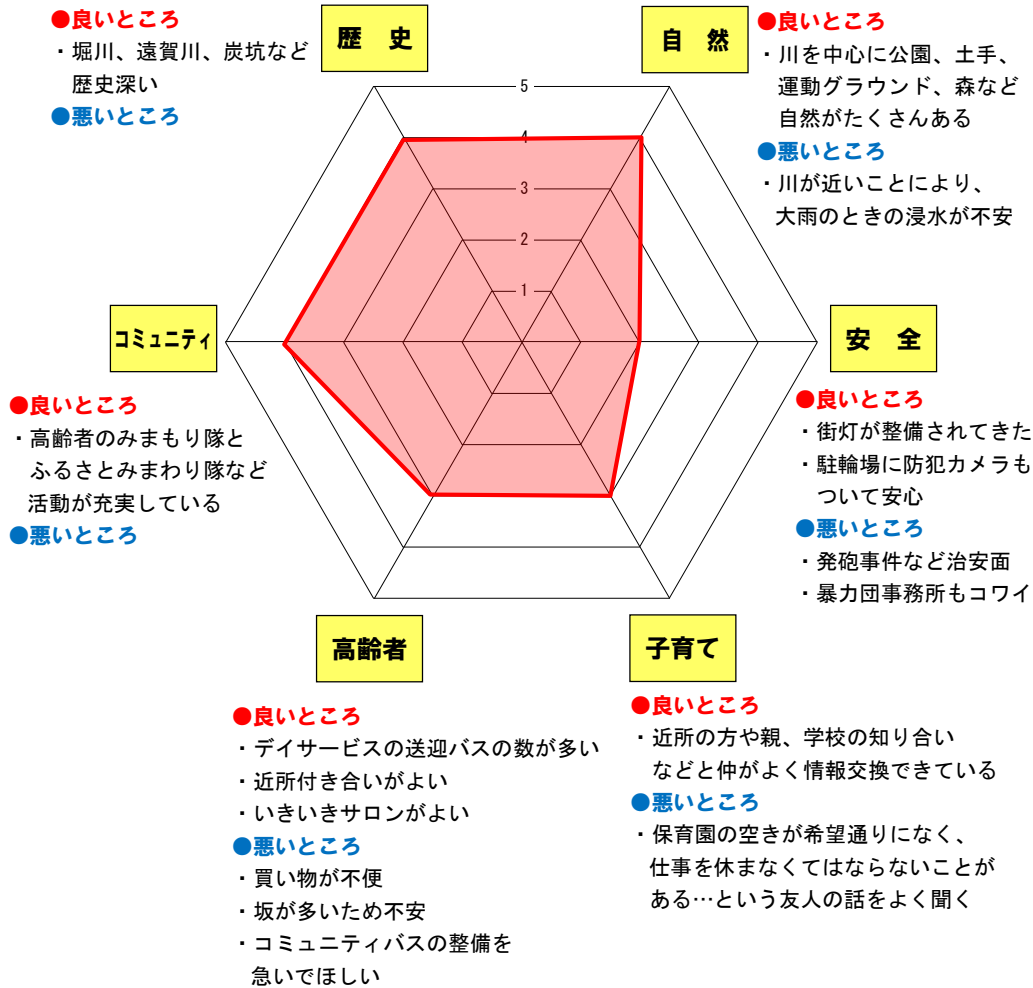 歴 史
●良いところ
・堀川、遠賀川、炭坑など
歴史深い
●悪いところ
自 然
●良いところ
・川を中心に公園、土手、
運動グラウンド、森など
自然がたくさんある
●悪いところ
・川が近いことにより、
大雨のときの浸水が不安
5
4
3
2
1
コミュニティ
●良いところ
・高齢者のみまもり隊と
ふるさとみまわり隊など
活動が充実している
●悪いところ
安 全
●良いところ
・街灯が整備されてきた
・駐輪場に防犯カメラも
ついて安心
●悪いところ
・発砲事件など治安面
・暴力団事務所もコワイ
高齢者
●良いところ
・デイサービスの送迎バスの数が多い
・近所付き合いがよい
・いきいきサロンがよい
●悪いところ
・買い物が不便
・坂が多いため不安
・コミュニティバスの整備を
急いでほしい
子育て
●良いところ
・近所の方や親、学校の知り合い
などと仲がよく情報交換できている
●悪いところ
・保育園の空きが希望通りになく、
仕事を休まなくてはならないことが
ある…という友人の話をよく聞く